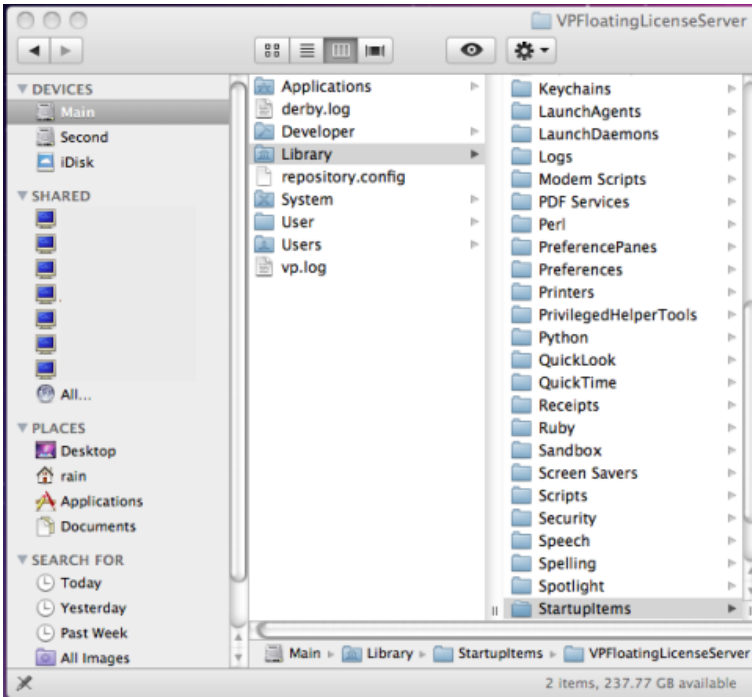 VPFloatingLicenseServer
DEVICES
Main
Second
iDisk
SHARED
All...
PLACES
Desktop
rain
Applications
Documents
SEARCH FOR
Today
Yesterday
Past Week
All Images
Applications
derby.log
Developer
Library
repository.config
System
User
Users
vp.log
Keychains
LaunchAgents
LaunchDaemons
Logs
Modem Scripts
PDF Services
Perl
PreferencePanes
Preferences
Printers
PrivilegedHelperTools
Python
QuickLook
QuickTime
Receipts
Ruby
Sandbox
Screen Savers
Scripts
Security
Speech
Spelling
Spotlight
StartupItems
Main Library StartupItems VPFloatingLicenseServer
2 items, 237.77 GB available